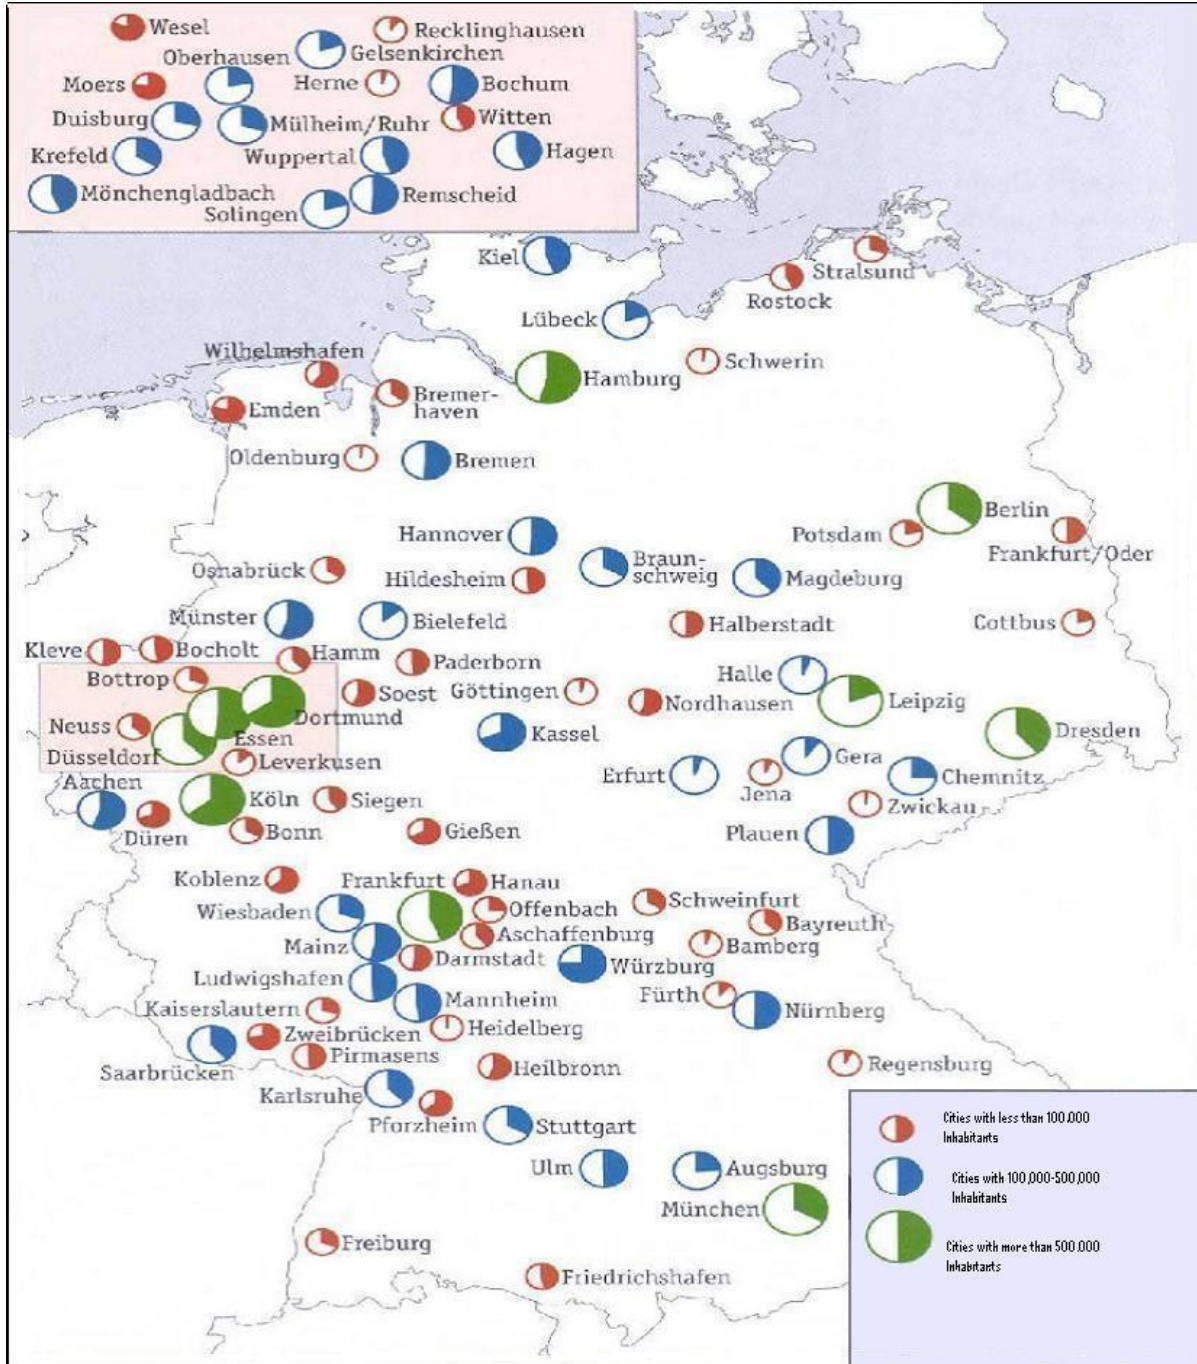 Wesel
Recklinghausen
Oberhausen
Gelsenkirchen
Moers
Herne
Bochum
Duisburg
Mülheim/Ruhr
Witten
Krefeld
Wuppertal
Hagen
Mönchengladbach
Remscheid
Solingen
Kiel
Stralsund
Rostock
Lübeck
Wilhelmshafen
Schwerin
Hamburg
Emden
Bremer-
haven
Oldenburg
Bremen
Berlin
Potsdam
Frankfurt/Oder
Hannover
Braun-
schweig
Osnabrück
Hildesheim
Magdeburg
Münster
Bielefeld
Halberstadt
Cottbus
Kleve
Bocholt
Hamm
Paderborn
Bottrop
Soest
Göttingen
Halle
Nordhausen
Leipzig
Neuss
Dortmund
Essen
Kassel
Dresden
Düsseldorf
Leverkusen
Gera
Erfurt
Chemnitz
Aachen
Jena
Köln
Siegen
Zwickau
Düren
Bonn
Gießen
Plauen
Koblenz
Frankfurt
Hanau
Wiesbaden
Offenbach
Schweinfurt
Bayreuth
Aschaffenburg
Mainz
Bamberg
Darmstadt
Würzburg
Ludwigshafen
Mannheim
Fürth
Nürnberg
Kaiserslautern
Heidelberg
Zweibrücken
Pirmasens
Saarbrücken
Heilbronn
Regensburg
Karlsruhe
Pforzheim
Stuttgart
Ulm
Augsburg
München
Freiburg
Friedrichshafen
Cities with less than 100.000
Inhabitants
Cities with 100,000-500,000
Inhabitants
Cities with more than 500.000
Inhabitants